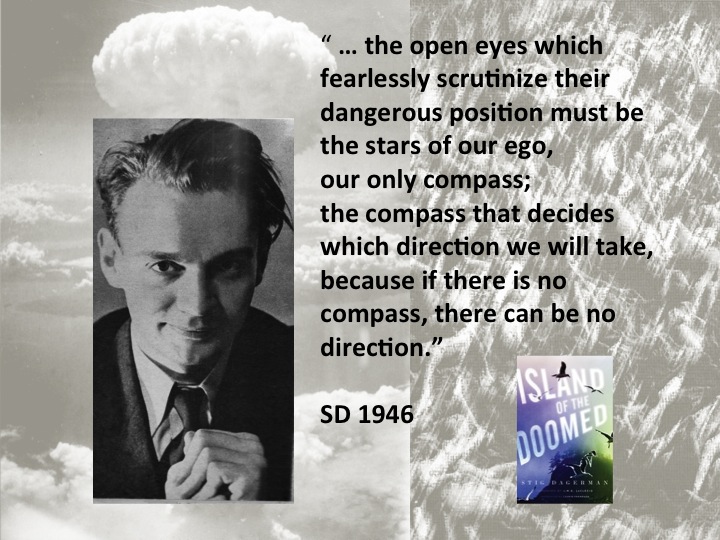 “ … the open eyes which
fearlessly scrutinize their
dangerous position must be
the stars of our ego,
our only compass;
the compass that decides
which direction we will take,
because if there is no
compass, there can be no
direction.”
SD 1946
ISLAND
OF THE
DOOMED
STIG DAGERMAN